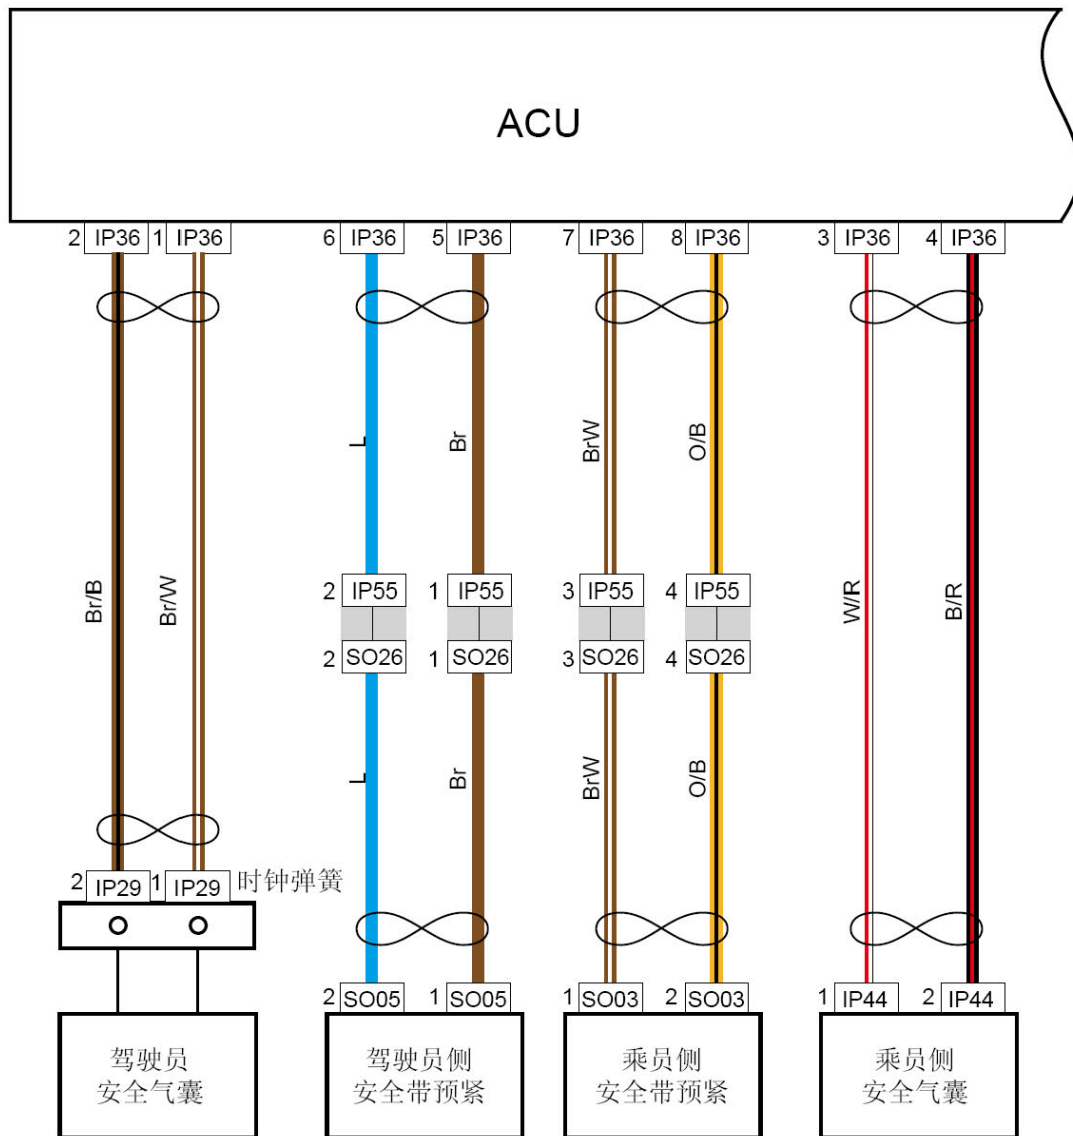 ACU
2 IP36 1 IP36 6 IP36 5 IP36 7 IP36 8 IP36 3 IP36 4 IP36
L Br BrW O/B
Br/B Br/W W/R B/R
2 IP55 1 IP55 3 IP55 4 IP55
2 SO26 1 SO26 3 SO26 4 SO26
L Br BrW O/B
2 IP29 1 IP29 时钟弹簧
2 SO05 1 SO05 1 SO03 2 SO03 1 IP44 2 IP44
驾驶员 驾驶员侧 乘员侧 乘员侧
安全气囊 安全带预紧 安全带预紧 安全气囊